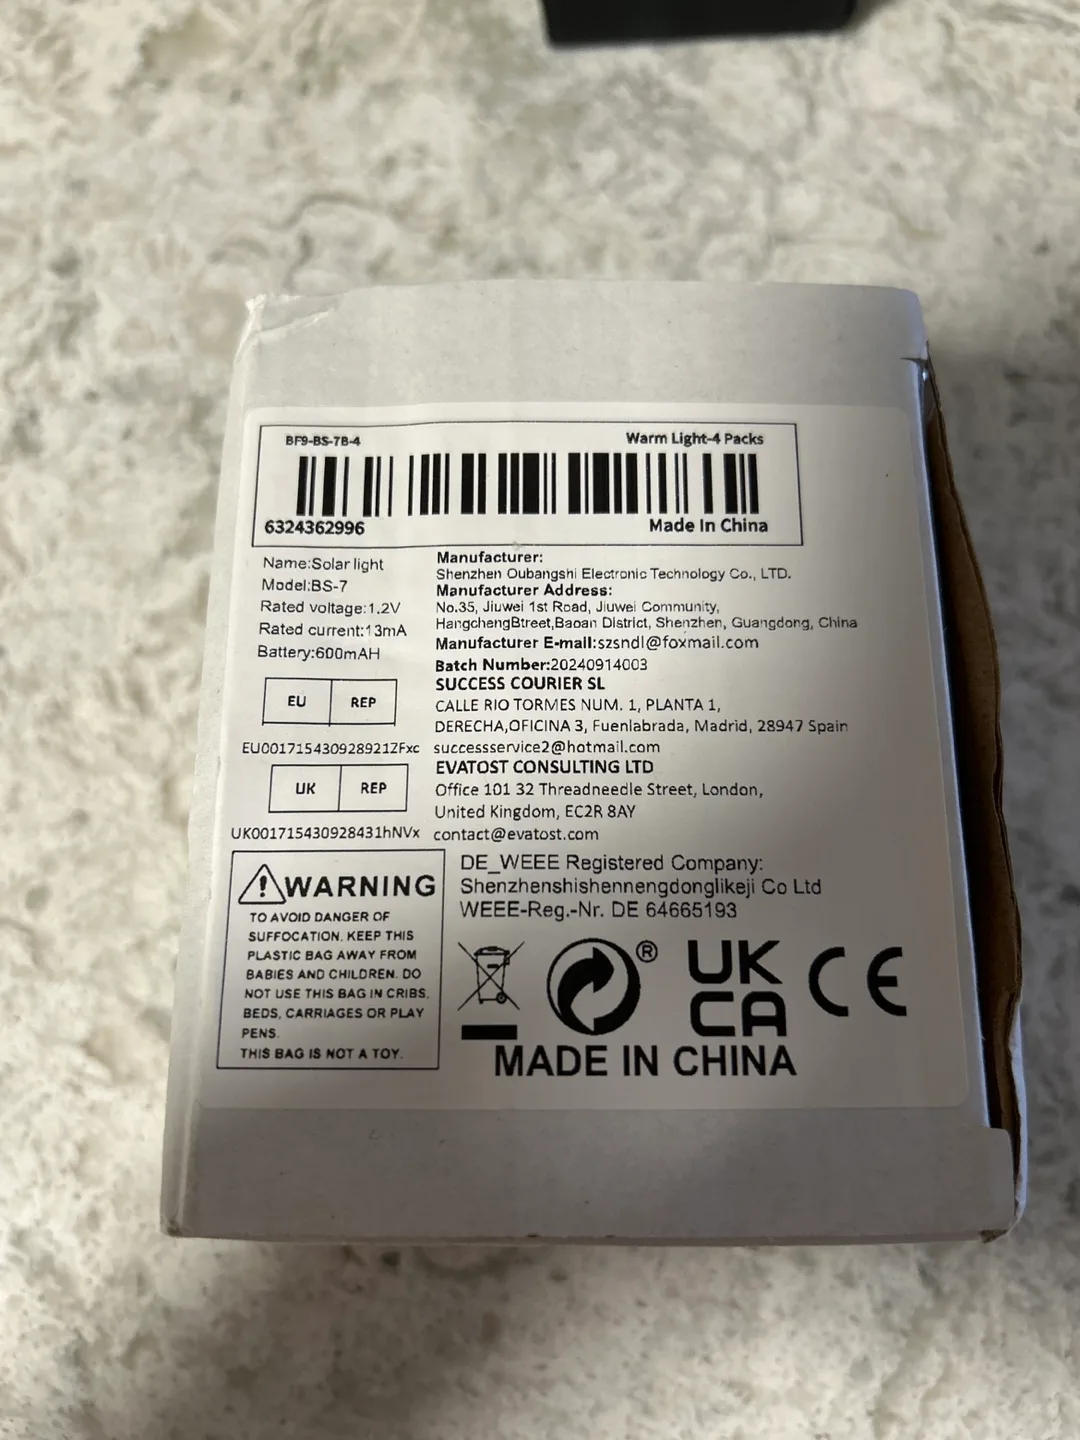 BF9-BS-7B-4 Warm Light-4 Packs
6324362996 Made In China
Name:Solar light
Model:BS-7
Rated voltage:1.2V
Rated current:13mA
Battery:600mAH
Manufacturer:
Shenzhen Oubangshi Electronic Technology Co., LTD.
Manufacturer Address:
No.35, Jiuwei 1st Road, Jiuwei Community,
HangchengBtreet,Baoan District, Shenzhen, Guangdong, China
Manufacturer E-mail:szsndl@foxmail.com
Batch Number:20240914003
EU REP
EU001715430928921ZFxc
SUCCESS COURIER SL
CALLE RIO TORMES NUM. 1, PLANTA 1,
DERECHA,OFICINA 3, Fuenlabrada, Madrid, 28947 Spain
successservice2@hotmail.com
UK REP
UK001715430928431hNVx
EVATOST CONSULTING LTD
Office 101 32 Threadneedle Street, London,
United Kingdom, EC2R 8AY
contact@evatost.com
WARNING
TO AVOID DANGER OF
SUFFOCATION, KEEP THIS
PLASTIC BAG AWAY FROM
BABIES AND CHILDREN. DO
NOT USE THIS BAG IN CRIBS,
BEDS, CARRIAGES OR PLAY
PENS.
THIS BAG IS NOT A TOY.
DE_WEEE Registered Company:
Shenzhenshishennengdonglikeji Co Ltd
WEEE-Reg.-Nr. DE 64665193
®
UK
CA
CE
MADE IN CHINA